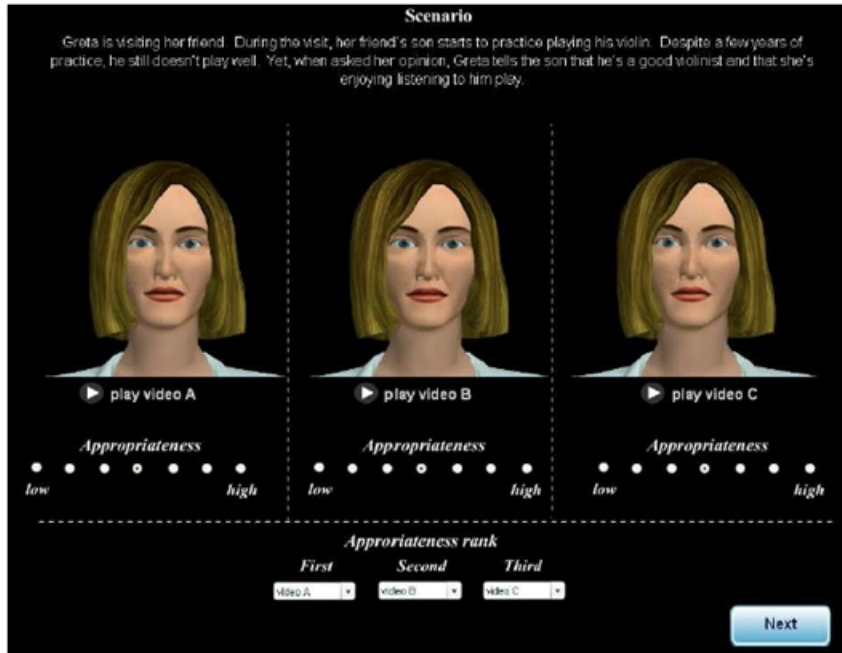 Scenario
Greta is visiting her friend. During the visit, her friend's son starts to practice playing his violin. Despite a few years of
practice, he still doesn't play well. Yet, when asked her opinion, Greta tells the son that he's a good violinist and that she's
enjoying listening to him play.
play video A play video B play video C
Appropriateness Appropriateness Appropriateness
low high low high low high
Approriateness rank
First Second Third
video A video B video C
Next